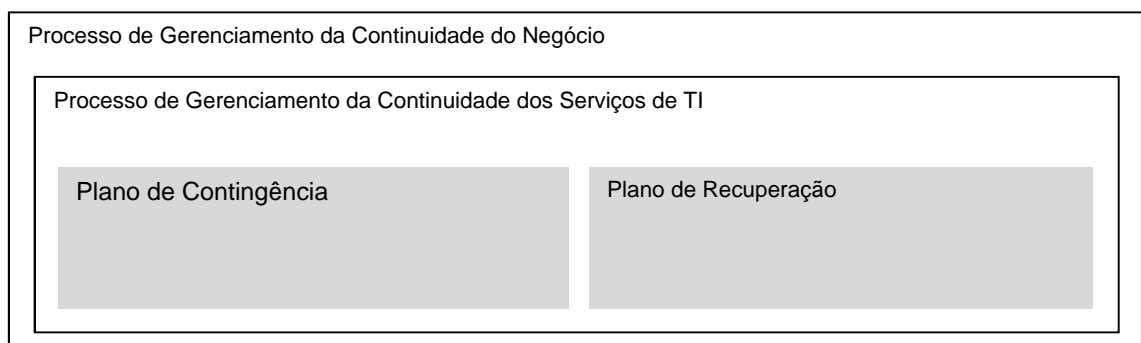 Processo de Gerenciamento da Continuidade do Negócio
Processo de Gerenciamento da Continuidade dos Serviços de TI
Plano de Contingência
Plano de Recuperação